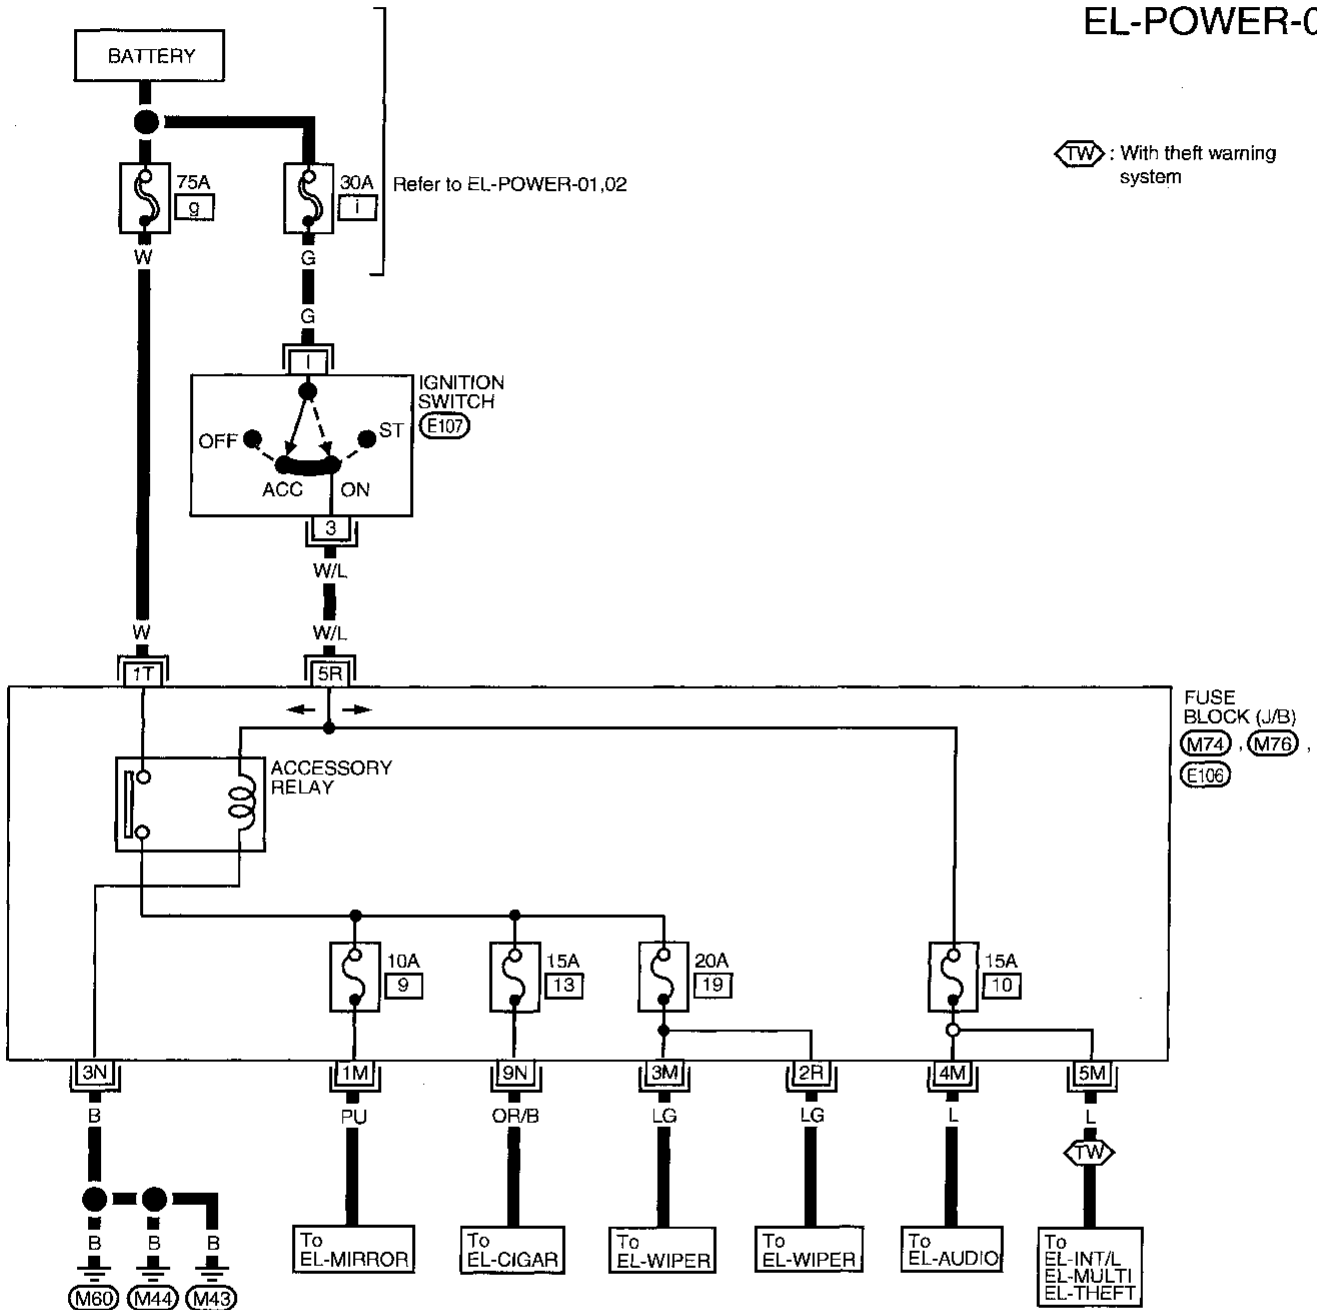 EL-POWER-0
BATTERY
TW : With theft warning
system
75A
g
30A
i
Refer to EL-POWER-01,02
W
G
G
I
IGNITION
SWITCH
E107
OFF
ST
ACC
ON
3
W/L
W
W/L
1T
5R
FUSE
BLOCK (J/B)
M74 , M76 ,
E106
ACCESSORY
RELAY
10A
9
15A
13
20A
19
15A
10
3N
1M
9N
3M
2R
4M
5M
B
PU
OR/B
LG
LG
L
L
TW
B
B
B
To
EL-MIRROR
To
EL-CIGAR
To
EL-WIPER
To
EL-WIPER
To
EL-AUDIO
To
EL-INT/L
EL-MULTI
EL-THEFT
M60
M44
M43